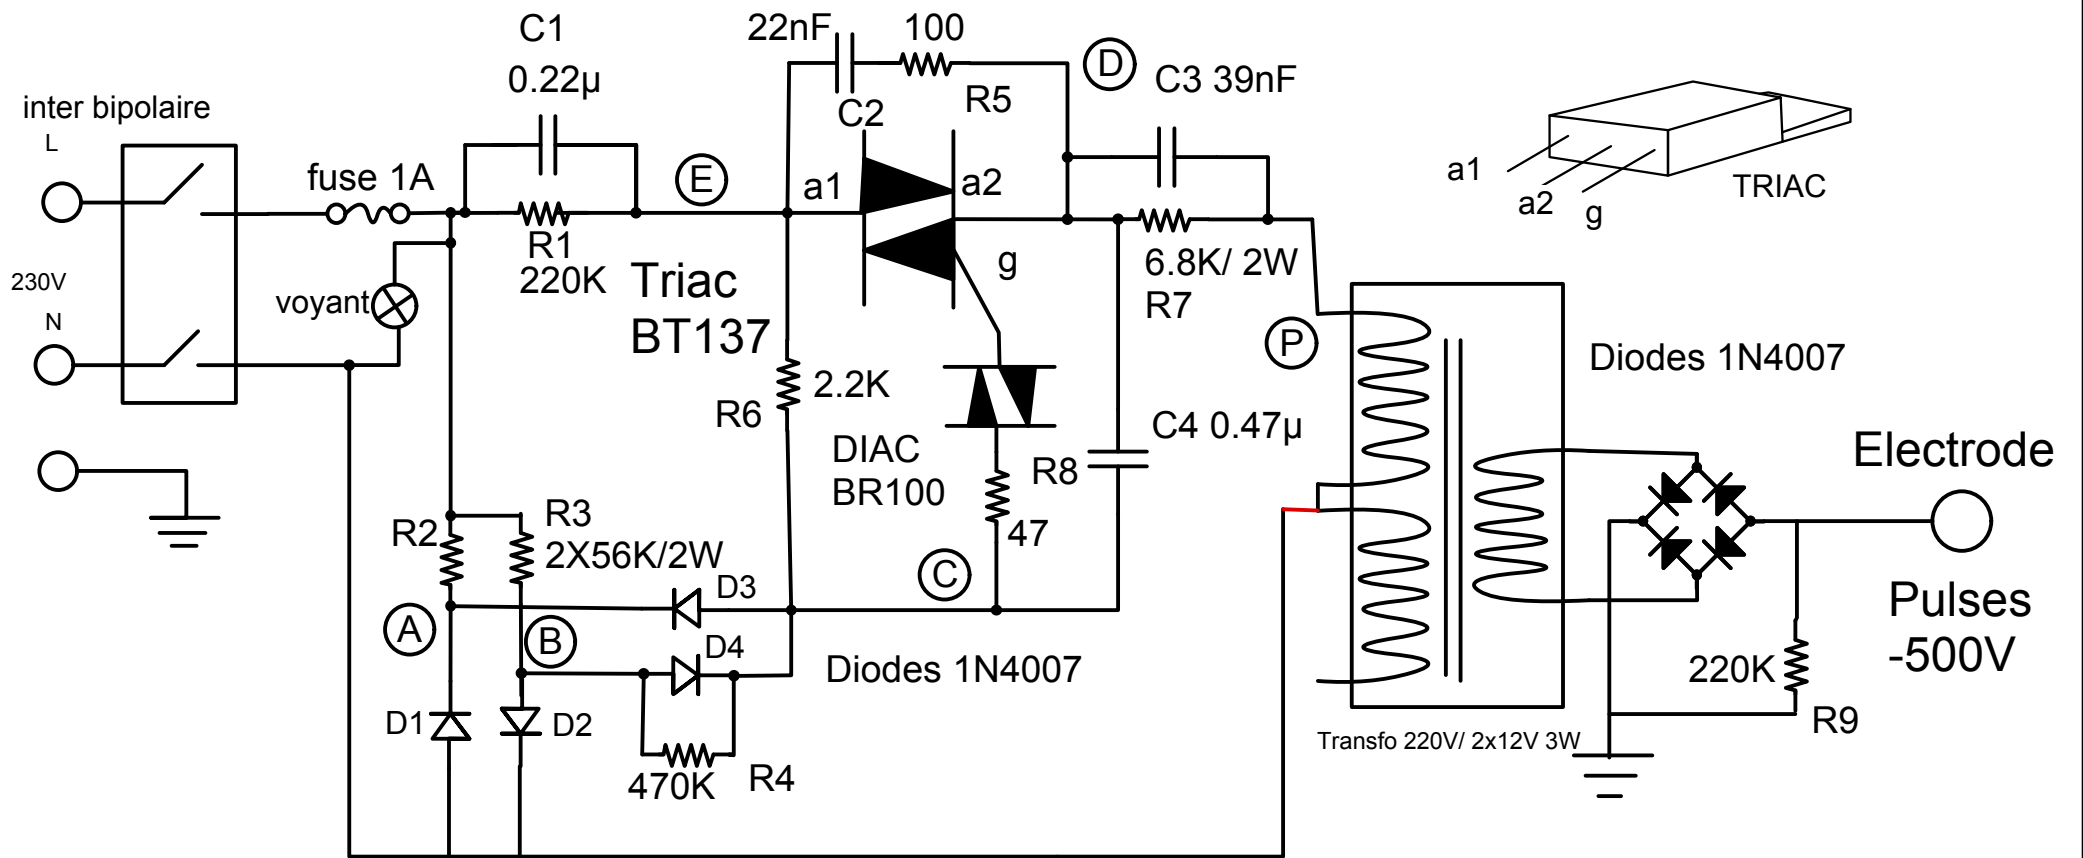 C1
0.22µ
22nF
100
D
C3 39nF
inter bipolaire
L
fuse 1A
E
C2
R5
a1
a2
a1
a2
g
TRIAC
R1
220K
Triac
BT137
g
6.8K/ 2W
R7
230V
N
voyant
P
Diodes 1N4007
R6
2.2K
DIAC
BR100
R8
47
C4 0.47µ
Electrode
R2
R3
2X56K/2W
D3
C
A
B
D4
Diodes 1N4007
Pulses
-500V
D1
D2
470K
R4
220K
R9
Transfo 220V/ 2x12V 3W